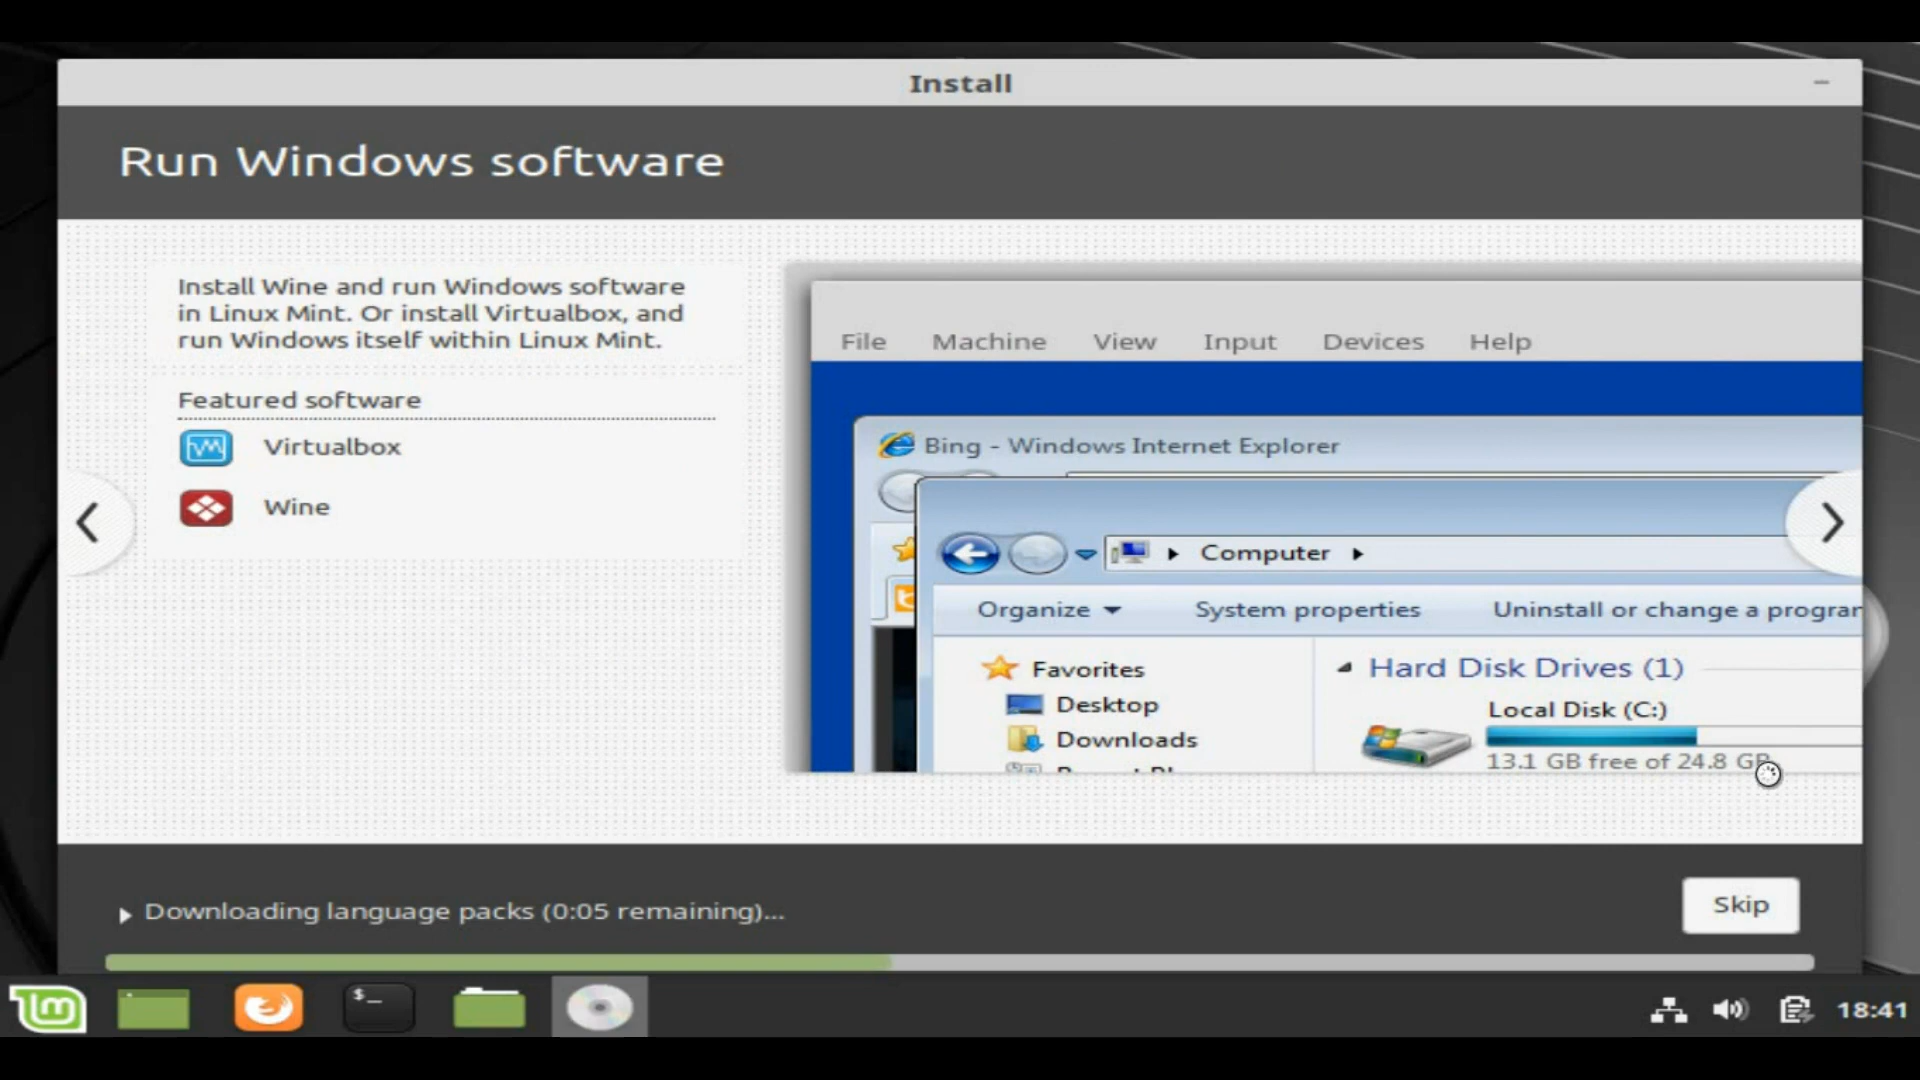 Install
Run Windows software
Install Wine and run Windows software
in Linux Mint. Or install Virtualbox, and
run Windows itself within Linux Mint.
Featured software
Virtualbox
Wine
File Machine View Input Devices Help
Bing - Windows Internet Explorer
Computer
Organize System properties Uninstall or change a program
Favorites
Desktop
Downloads
Hard Disk Drives (1)
Local Disk (C:)
13.1 GB free of 24.8 GB
Downloading language packs (0:05 remaining)...
Skip
$_
18:41